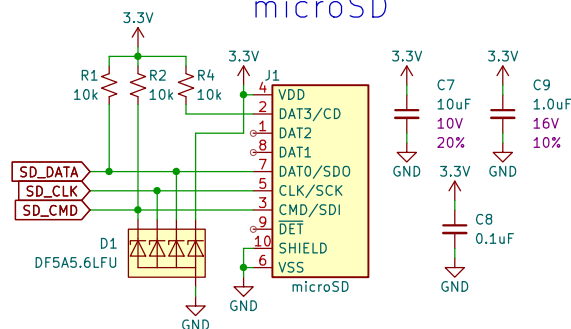 microSD
3.3V
3.3V
3.3V
3.3V
3.3V
R1
10k
R2
10k
R4
10k
J1
4
VDD
2
DAT3/CD
1
DAT2
8
DAT1
7
DAT0/SDO
5
CLK/SCK
3
CMD/SDI
9
DET
10
SHIELD
6
VSS
microSD
SD_DATA
SD_CLK
SD_CMD
D1
DF5A5.6LFU
GND
GND
C7
10uF
10V
20%
GND
C9
1.0uF
16V
10%
GND
C8
0.1uF
GND